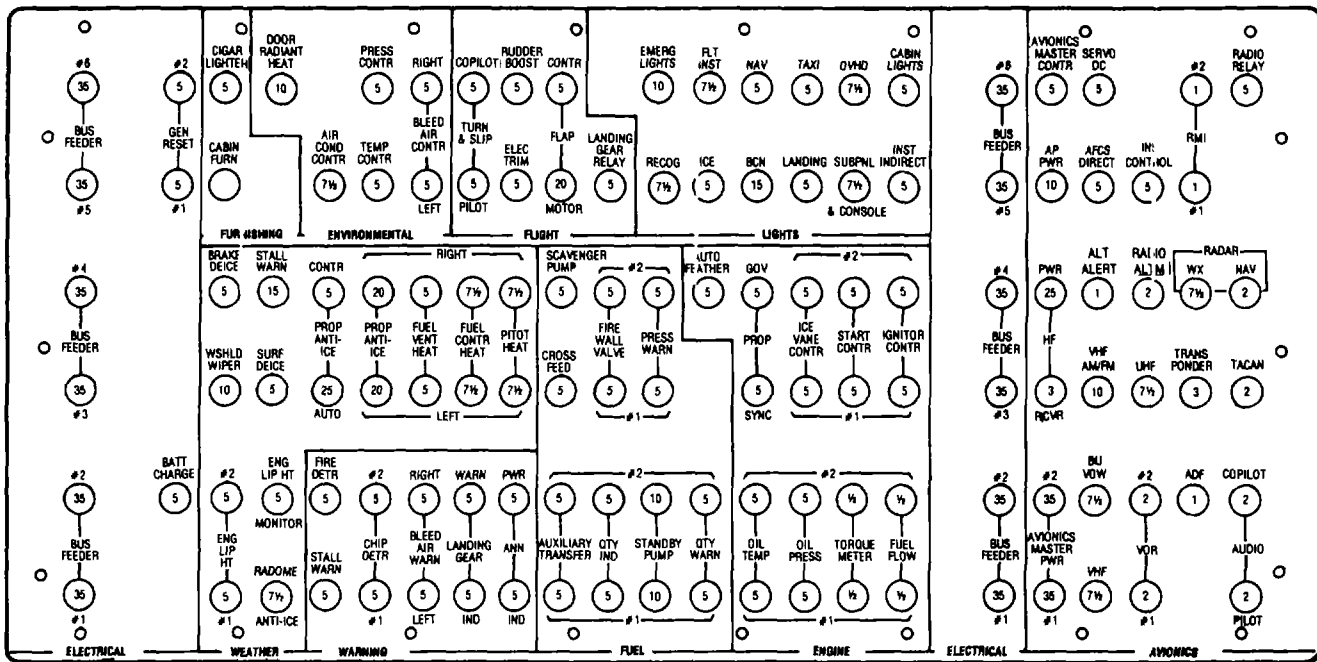 #6 #2 CIGAR LIGHTEH DOOR RADIANT HEAT PRESS CONTR RIGHT COPILOT RUDDER BOOST CONTR EMERG LIGHTS FLT INST NAV TAXI OVHD CABIN LIGHTS #6 AVIONICS MASTER CONTR SERVO DC #2 RADIO RELAY
35 5 5 10 5 5 5 5 5 10 7½ 5 5 7½ 5 35 5 5 1 5
BUS FEEDER GEN RESET CABIN FURN AIR COND CONTR TEMP CONTR BLEED AIR CONTR TURN & SLIP ELEC TRIM FLAP LANDING GEAR RELAY RECOG ICE BCN LANDING SUBPNL INST INDIRECT BUS FEEDER AP PWR AFCS DIRECT RMI
35 5 7½ 5 5 5 5 20 5 7½ 5 15 5 7½ 5 35 10 5 5 1
#5 #1 LEFT PILOT MOTOR & CONSOLE #5 #1
FURNISHING ENVIRONMENTAL FLIGHT LIGHTS
#4 BRAKE DEICE STALL WARN CONTR RIGHT SCAVENGER PUMP #2 AUTO FEATHER GOV #2 #4 PWR ALT ALERT RADIO RADAR WX NAV
35 5 15 5 20 5 7½ 7½ 5 5 5 5 5 5 5 5 35 25 1 2 7½ 2
BUS FEEDER WSHLD WIPER SURF DEICE PROP ANTI-ICE PROP ANTI-ICE FUEL VENT HEAT FUEL CONTR HEAT PITOT HEAT CROSS FEED FIRE WALL VALVE PRESS WARN PROP ICE VANE CONTR START CONTR IGNITOR CONTR BUS FEEDER HF VHF AM/FM UHF TRANS PONDER TACAN
35 10 5 25 20 5 7½ 7½ 5 5 5 5 5 5 5 35 3 10 7½ 3 2
#3 AUTO LEFT #1 SYNC #1 #3 RCVR
#2 BATT CHARGE #2 ENG LIP HT FIRE DETR #2 RIGHT WARN PWR #2 #2 #2 #2 BU VOW #2 ADF COPILOT
35 5 5 5 5 5 5 5 5 5 5 10 5 5 5 ½ ½ 35 35 7½ 2 1 2
MONITOR
BUS FEEDER ENG LIP HT RADOME STALL WARN CHIP DETR BLEED AIR WARN LANDING GEAR ANN AUXILIARY TRANSFER QTY IND STANDBY PUMP QTY WARN OIL TEMP OIL PRESS TORQUE METER FUEL FLOW BUS FEEDER AVIONICS MASTER PWR VHF VOR AUDIO
35 5 7½ 5 5 5 5 5 5 5 10 5 5 5 ½ ½ 35 35 7½ 2 2
#1 #1 ANTI-ICE #1 LEFT IND IND #1 #1 #1 #1 #1 PILOT
ELECTRICAL WEATHER WARNING FUEL ENGINE ELECTRICAL AVIONICS